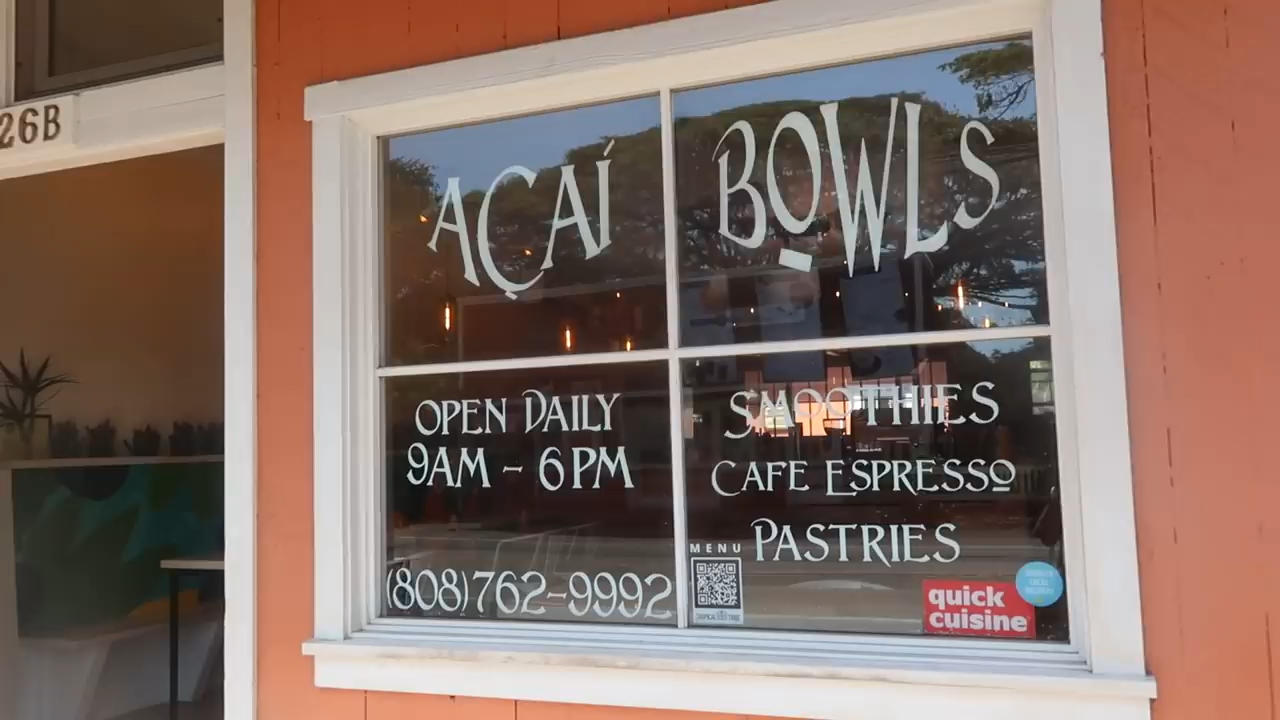 26B
AÇAÍ BOWLS
OPEN DAILY
9AM - 6PM
(808)762-9992
SMOOTHIES
CAFE ESPRESSO
PASTRIES
MENU
quick
cuisine